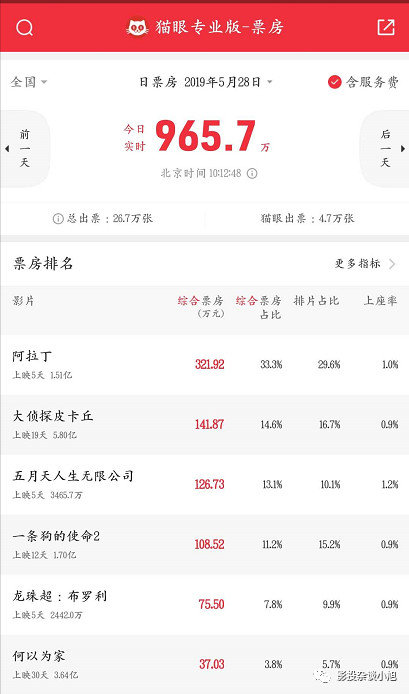 猫眼专业版-票房
全国
日票房 2019年5月28日
含服务费
前一天
今日实时
965.7万
后一天
北京时间 10:12:48
总出票：26.7万张
猫眼出票：4.7万张
票房排名
更多指标
影片
综合票房(万元)
综合票房占比
排片占比
上座率
阿拉丁
321.92 33.3% 29.6% 1.0%
上映5天 1.51亿
大侦探皮卡丘
141.87 14.6% 16.7% 0.9%
上映19天 5.80亿
五月天人生无限公司
126.73 13.1% 10.1% 1.2%
上映5天 3465.7万
一条狗的使命2
108.52 11.2% 15.2% 0.9%
上映12天 1.70亿
龙珠超：布罗利
75.50 7.8% 9.9% 0.9%
上映5天 2442.0万
何以为家
37.03 3.8% 5.7% 0.9%
上映30天 3.64亿
影投杂谈小旭